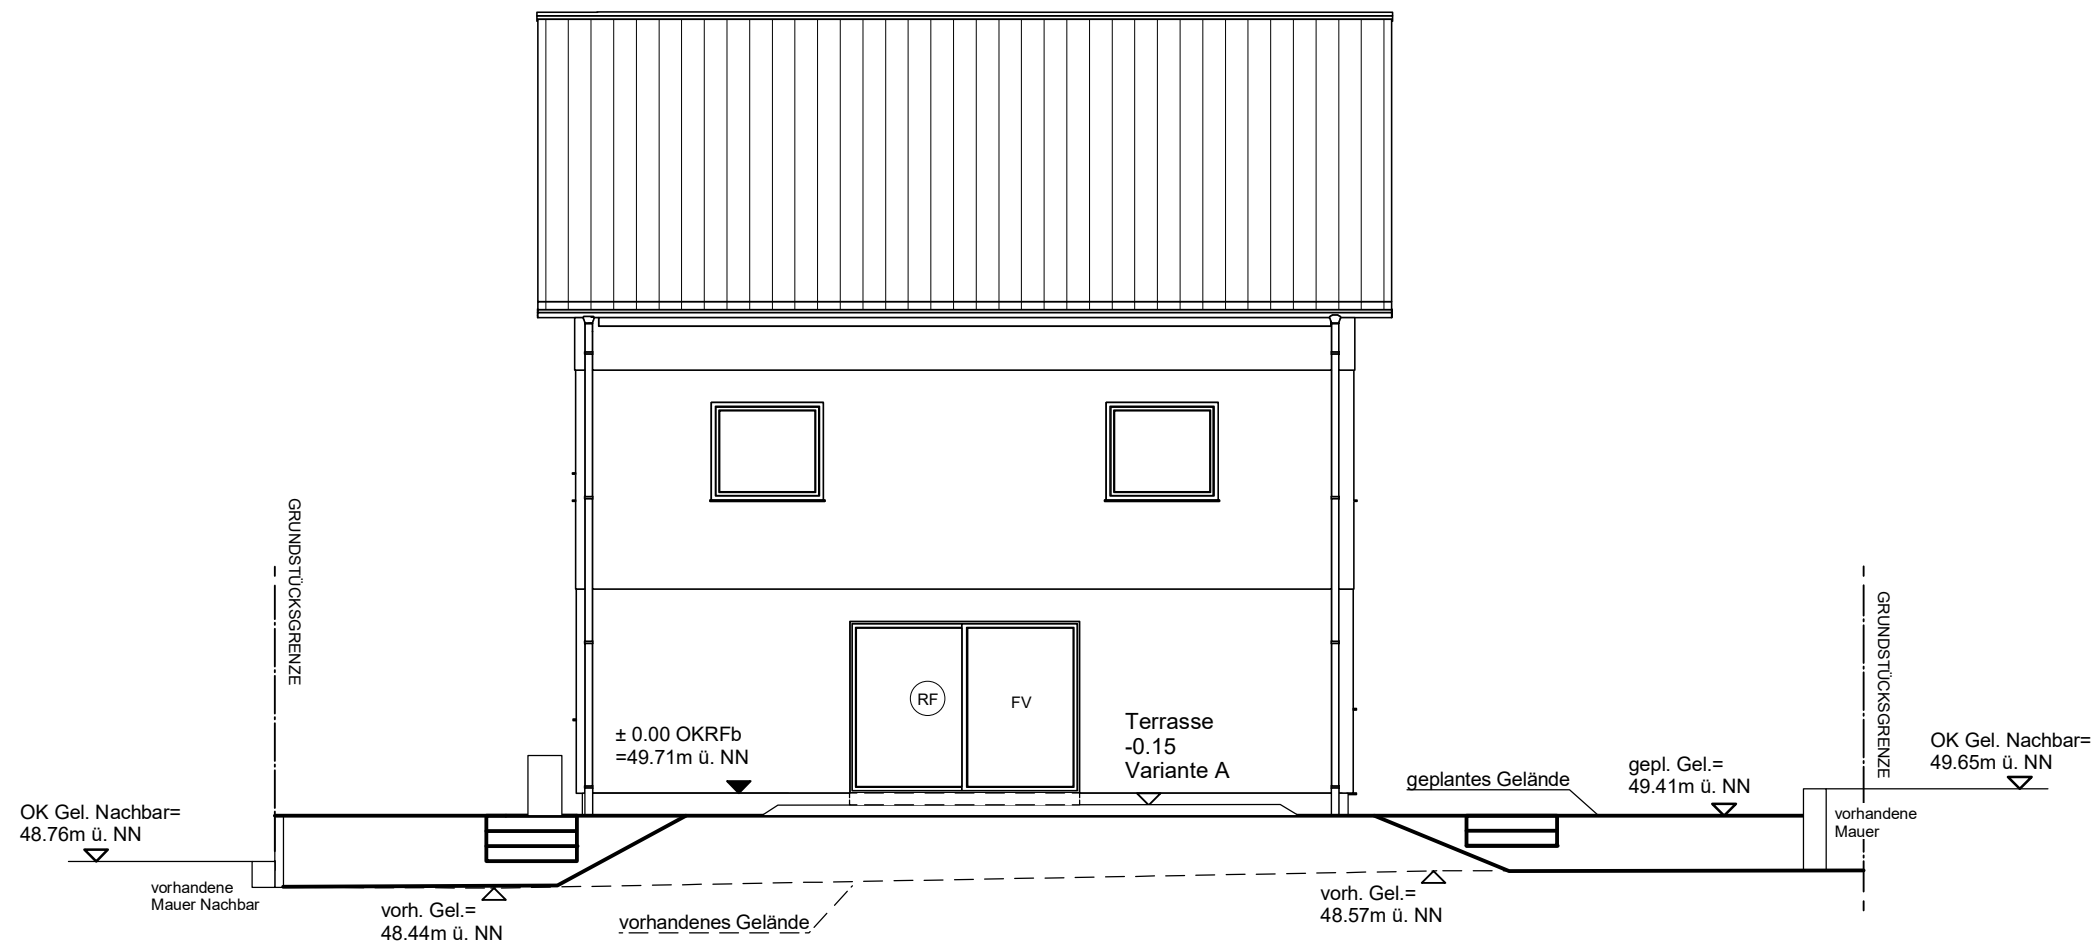 GRUNDSTÜCKSGRENZE
GRUNDSTÜCKSGRENZE
RF
FV
± 0.00 OKRFb
=49.71m ü. NN
Terrasse
-0.15
Variante A
geplantes Gelände
gepl. Gel.=
49.41m ü. NN
OK Gel. Nachbar=
49.65m ü. NN
OK Gel. Nachbar=
48.76m ü. NN
vorhandene
Mauer
vorhandene
Mauer Nachbar
vorh. Gel.=
48.44m ü. NN
vorhandenes Gelände
vorh. Gel.=
48.57m ü. NN